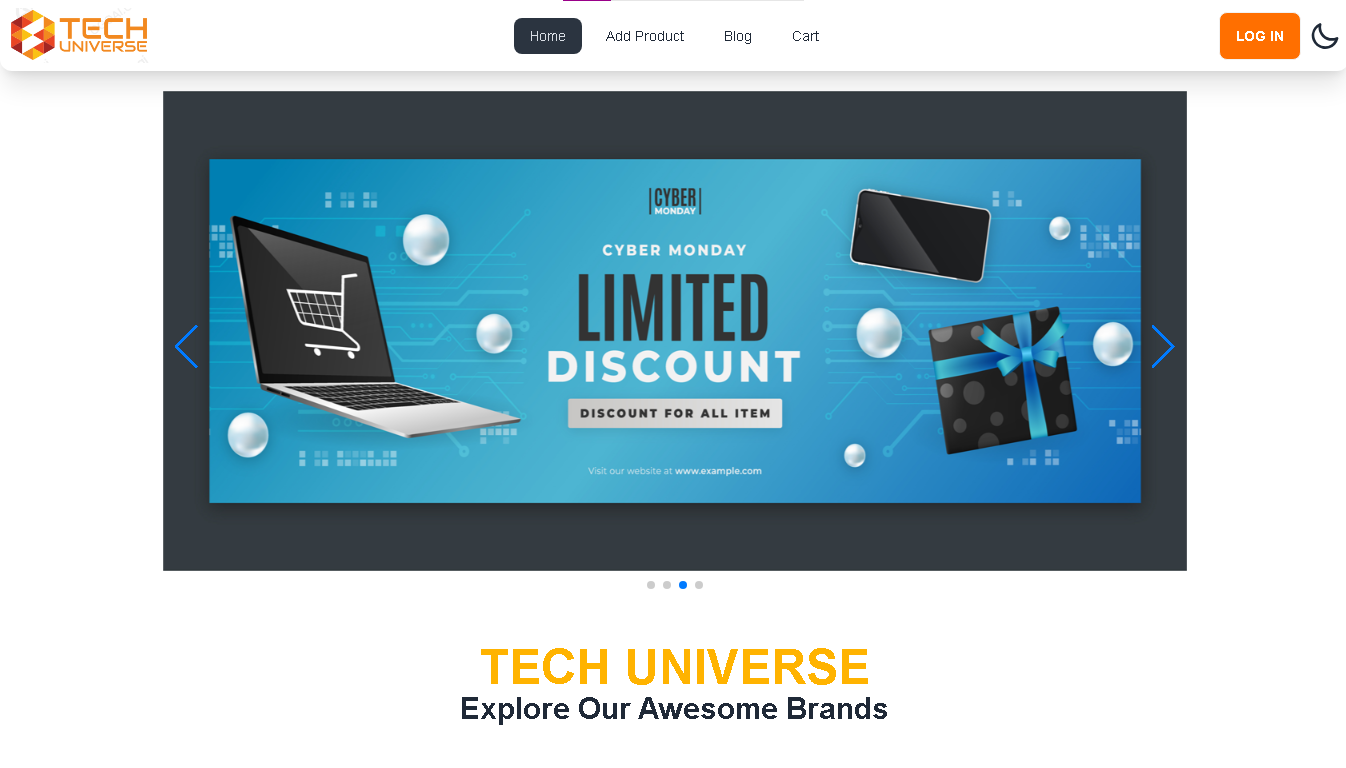 TECH
UNIVERSE
Home
Add Product
Blog
Cart
LOG IN
CYBER
MONDAY
CYBER MONDAY
LIMITED
DISCOUNT
DISCOUNT FOR ALL ITEM
Visit our website at www.example.com
TECH UNIVERSE
Explore Our Awesome Brands